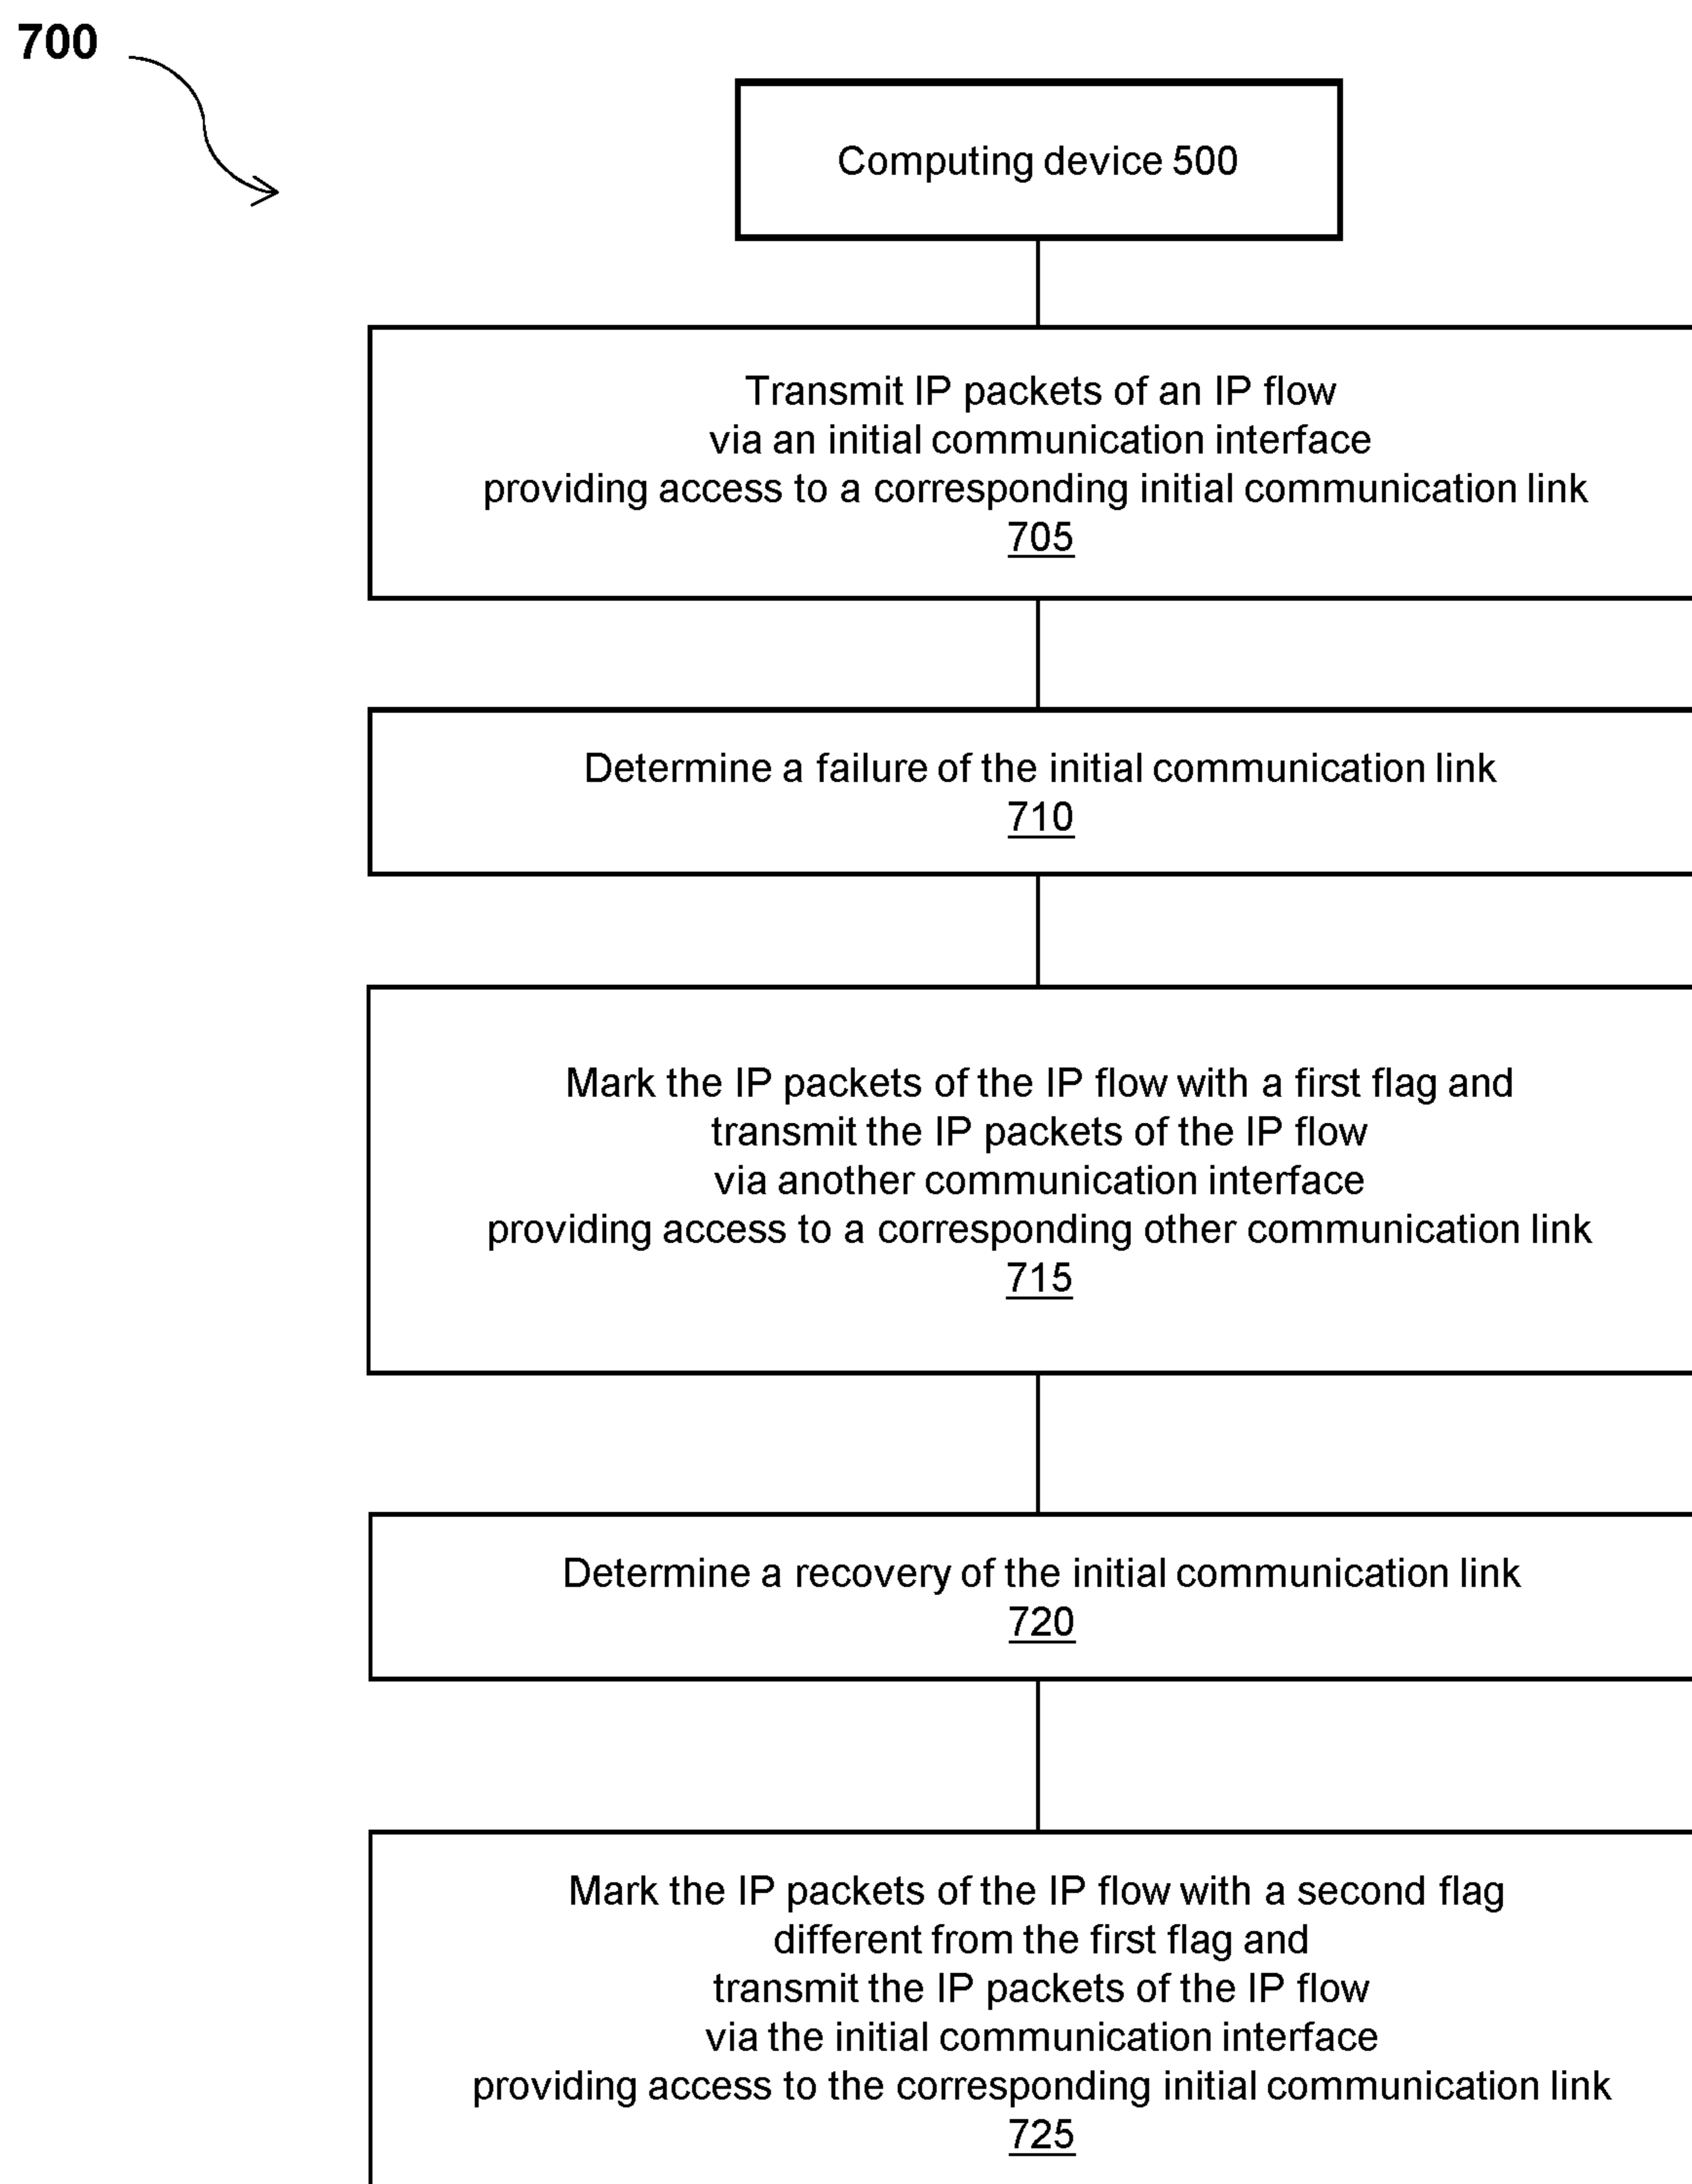 700
Computing device 500
Transmit IP packets of an IP flow
via an initial communication interface
providing access to a corresponding initial communication link
705
Determine a failure of the initial communication link
710
Mark the IP packets of the IP flow with a first flag and
transmit the IP packets of the IP flow
via another communication interface
providing access to a corresponding other communication link
715
Determine a recovery of the initial communication link
720
Mark the IP packets of the IP flow with a second flag
different from the first flag and
transmit the IP packets of the IP flow
via the initial communication interface
providing access to the corresponding initial communication link
725